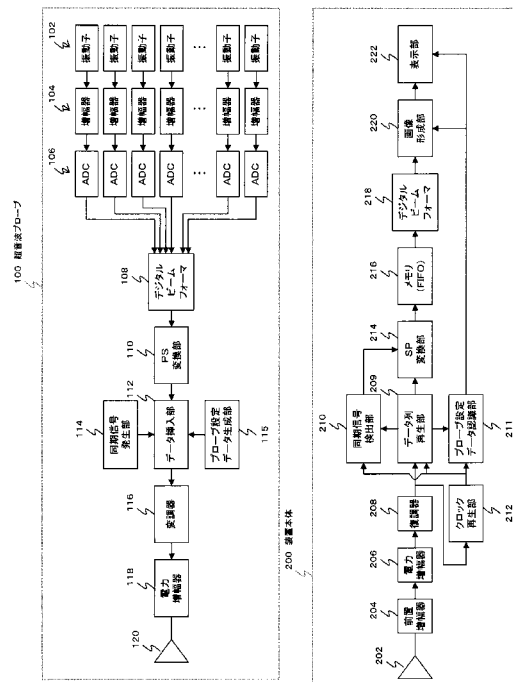 100 超音波プローブ
102
振動子
振動子
振動子
振動子
...
振動子
振動子
104
増幅器
増幅器
増幅器
増幅器
...
増幅器
増幅器
106
ADC
ADC
ADC
ADC
...
ADC
ADC
108
デジタル
ビーム
フォーマ
110
PS
変換部
112
データ挿入部
114
同期信号
発生部
プローブ設定
データ生成部
115
116
変調器
118
電力
増幅器
120
200 装置本体
202
204
前置
増幅器
206
電力
増幅器
208
復調器
209
データ列
再生部
210
同期信号
検出部
プローブ設定
データ認識部
211
クロック
再生部
212
214
SP
変換部
216
メモリ
(FIFO)
218
デジタル
ビーム
フォーマ
220
画像
形成部
222
表示部